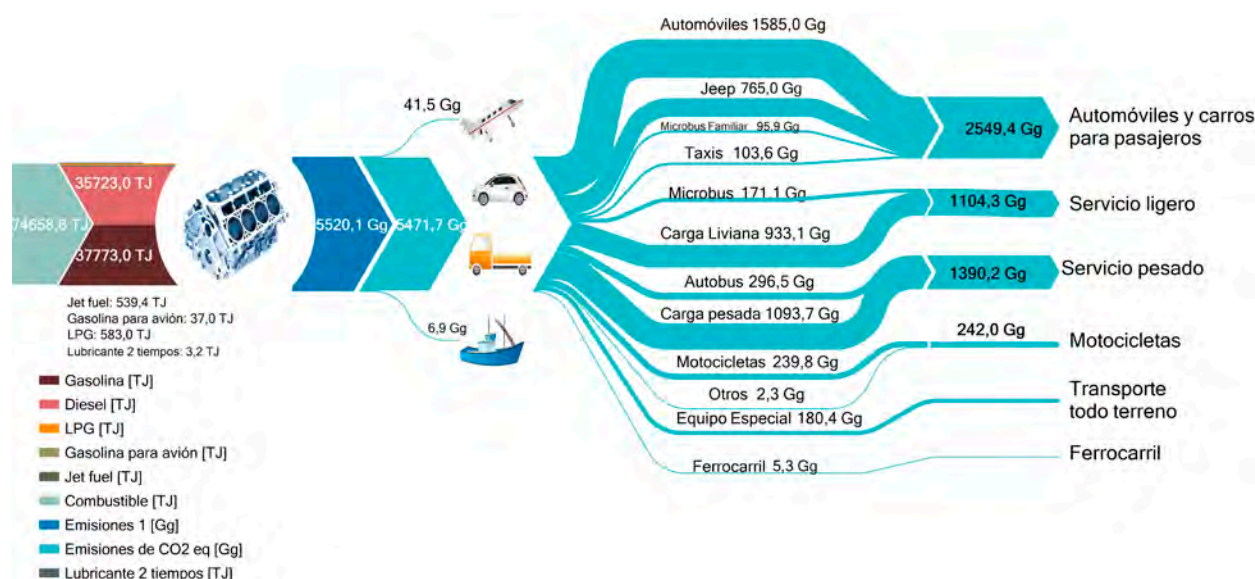 Automóviles 1585,0 Gg
41,5 Gg
Jeep 765,0 Gg
Microbus Familiar 95,9 Gg
Taxis 103,6 Gg
2549,4 Gg
Automóviles y carros
para pasajeros
35723,0 TJ
74658,8 TJ
37773,0 TJ
5520,1 Gg
5471,7 Gg
Microbus 171,1 Gg
Carga Liviana 933,1 Gg
1104,3 Gg
Servicio ligero
Autobus 296,5 Gg
Carga pesada 1093,7 Gg
1390,2 Gg
Servicio pesado
Jet fuel: 539,4 TJ
Gasolina para avión: 37,0 TJ
LPG: 583,0 TJ
Lubricante 2 tiempos: 3,2 TJ
6,9 Gg
Motocicletas 239,8 Gg
Otros 2,3 Gg
242,0 Gg
Motocicletas
Equipo Especial 180,4 Gg
Transporte
todo terreno
Ferrocarril 5,3 Gg
Ferrocarril
Gasolina [TJ]
Diesel [TJ]
LPG [TJ]
Gasolina para avión [TJ]
Jet fuel [TJ]
Combustible [TJ]
Emisiones 1 [Gg]
Emisiones de CO2 eq [Gg]
Lubricante 2 tiempos [TJ]